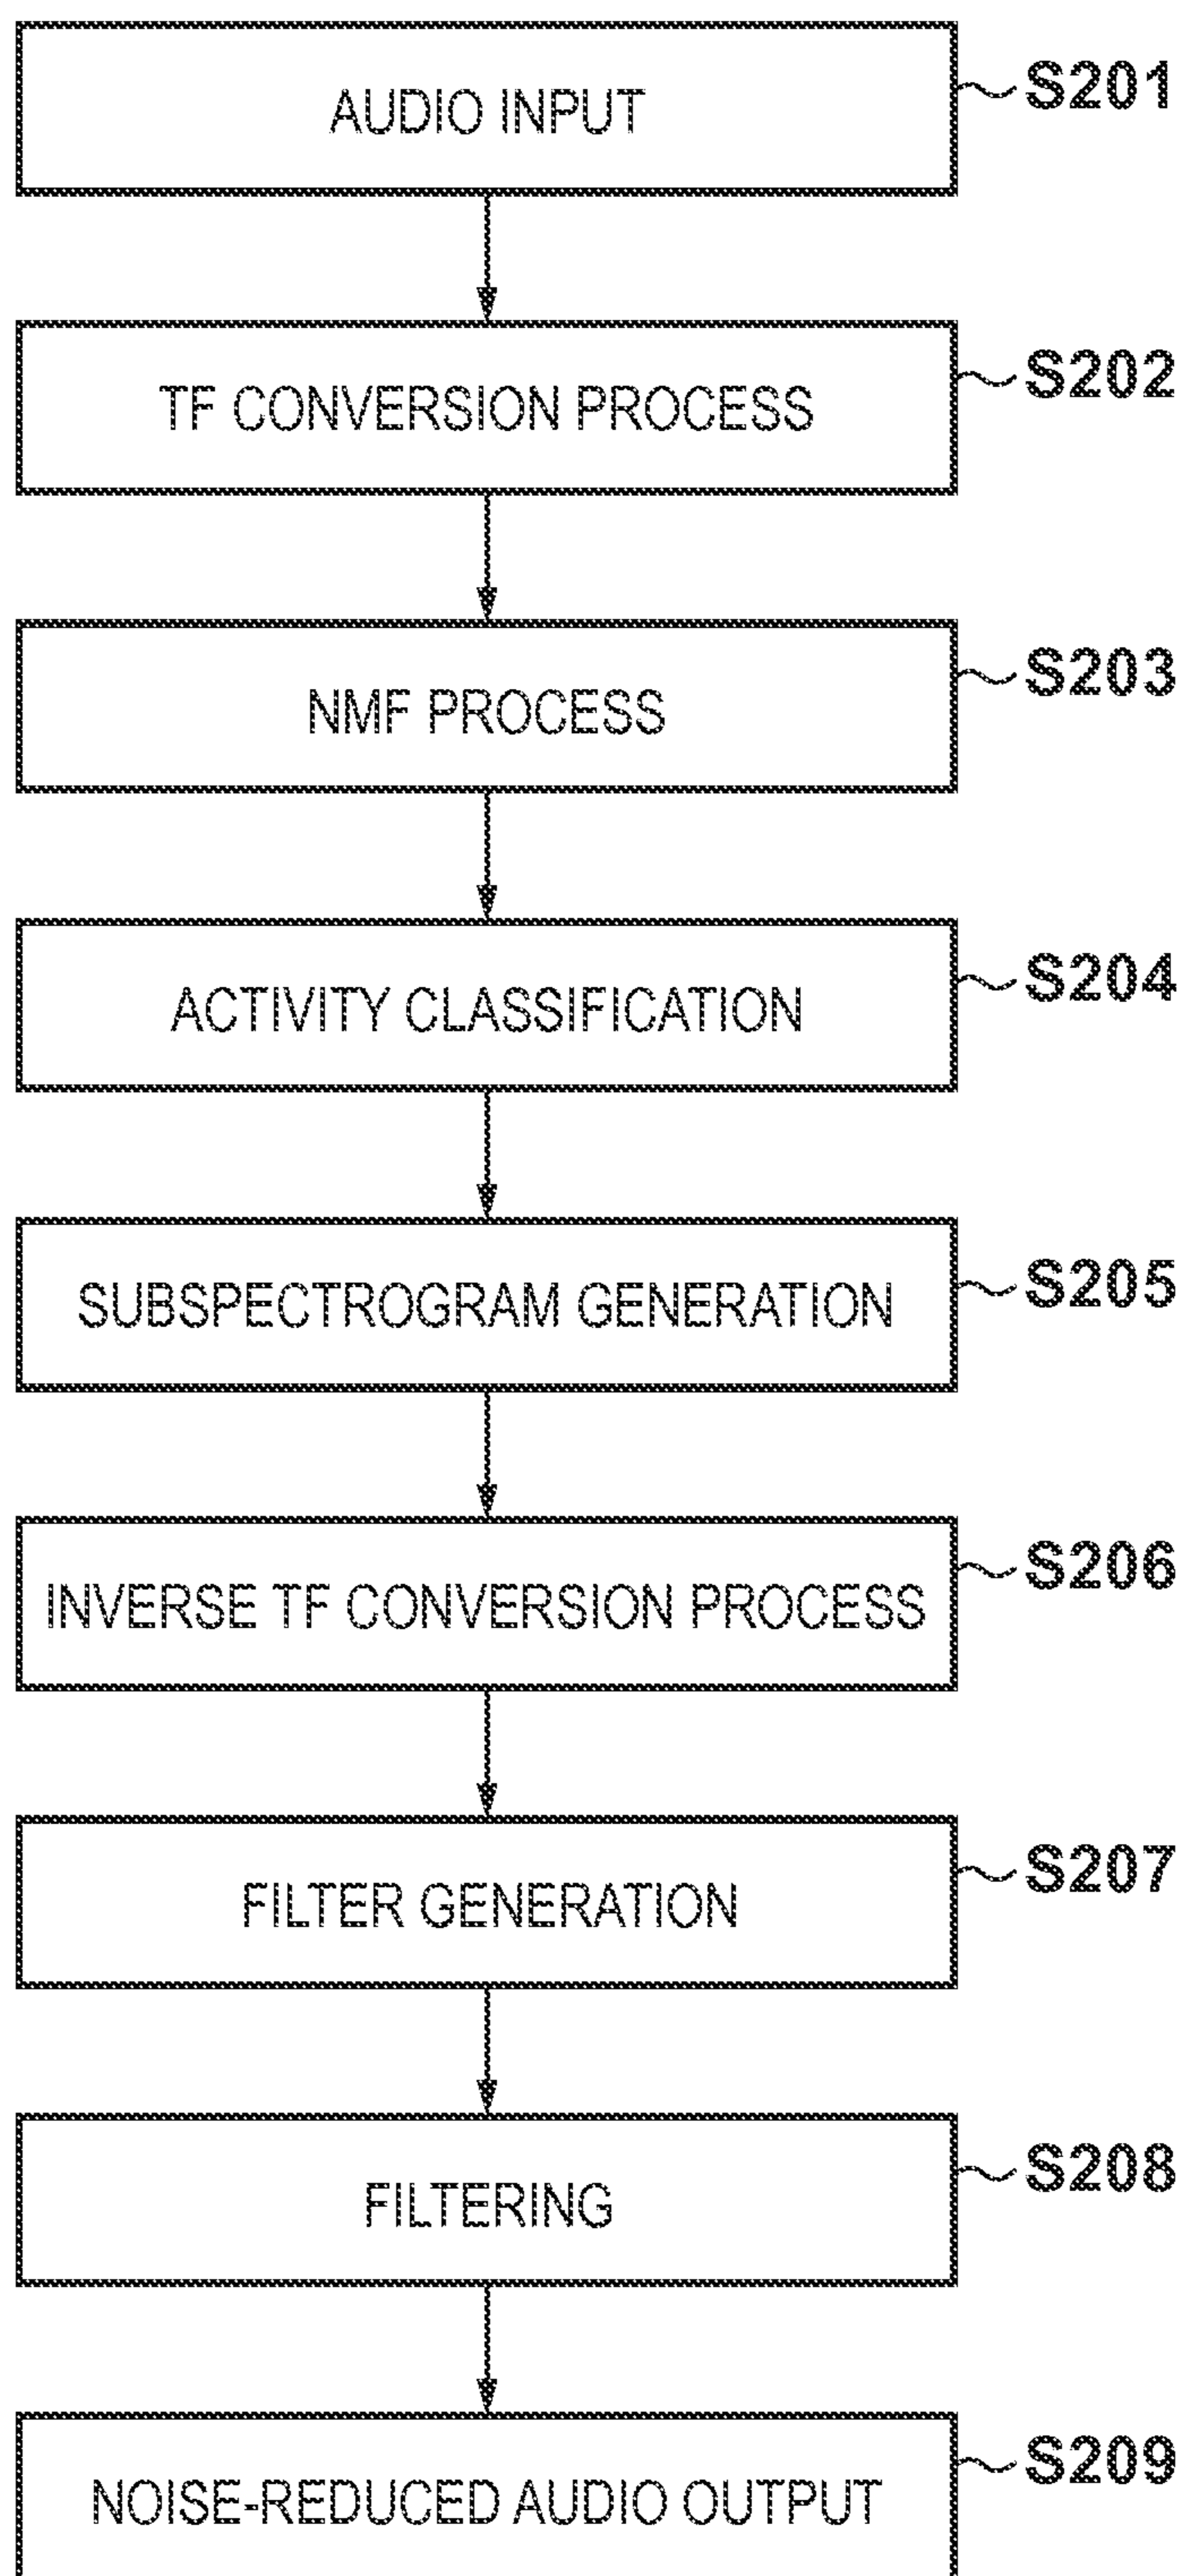 AUDIO INPUT S201
TF CONVERSION PROCESS S202
NMF PROCESS S203
ACTIVITY CLASSIFICATION S204
SUBSPECTROGRAM GENERATION S205
INVERSE TF CONVERSION PROCESS S206
FILTER GENERATION S207
FILTERING S208
NOISE-REDUCED AUDIO OUTPUT S209